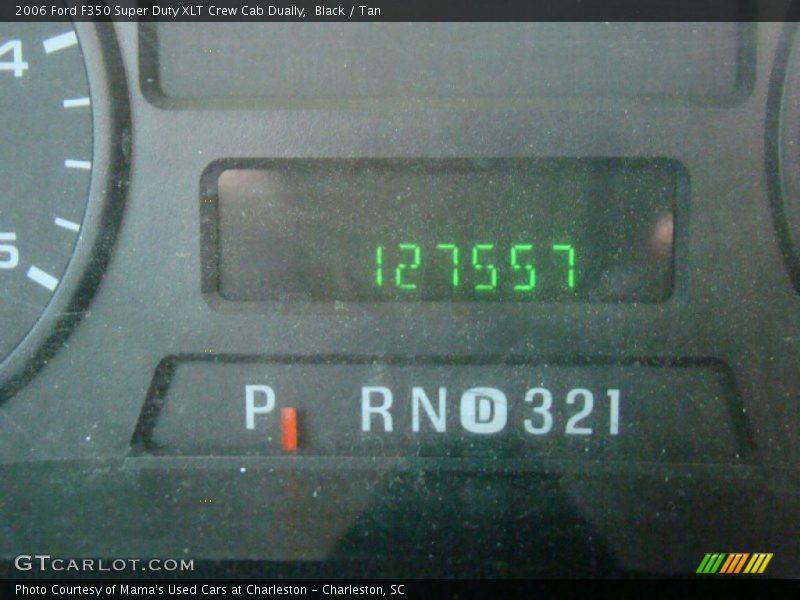 2006 Ford F350 Super Duty XLT Crew Cab Dually, Black / Tan
4
5
127557
P RND321
GTCARLOT.COM
Photo Courtesy of Mama's Used Cars at Charleston - Charleston, SC